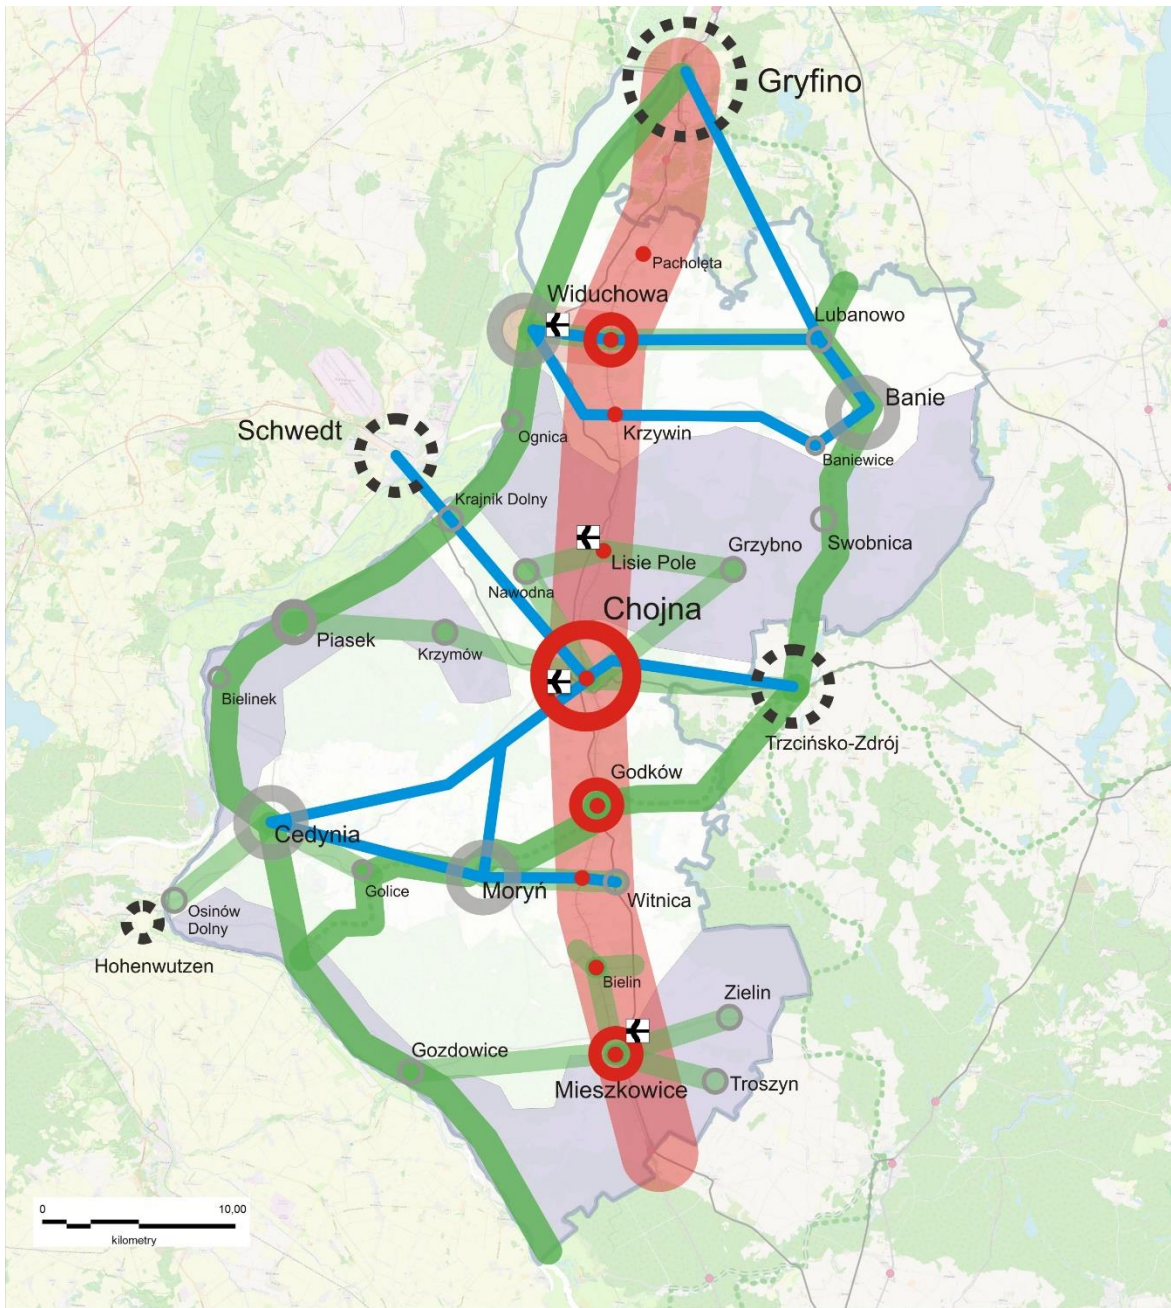 Gryfino
Pacholęta
Widuchowa
Lubanowo
Banie
Schwedt
Ognica
Krzywin
Baniewice
Krajnik Dolny
Grzybno
Swobnica
Lisie Pole
Nawodna
Chojna
Piasek
Krzymów
Bielinek
Trzcińsko-Zdrój
Godków
Cedynia
Golice
Moryń
Witnica
Osinów
Dolny
Hohenwutzen
Bielin
Zielin
Gozdowice
Mieszkowice
Troszyn
0 10,00
kilometry